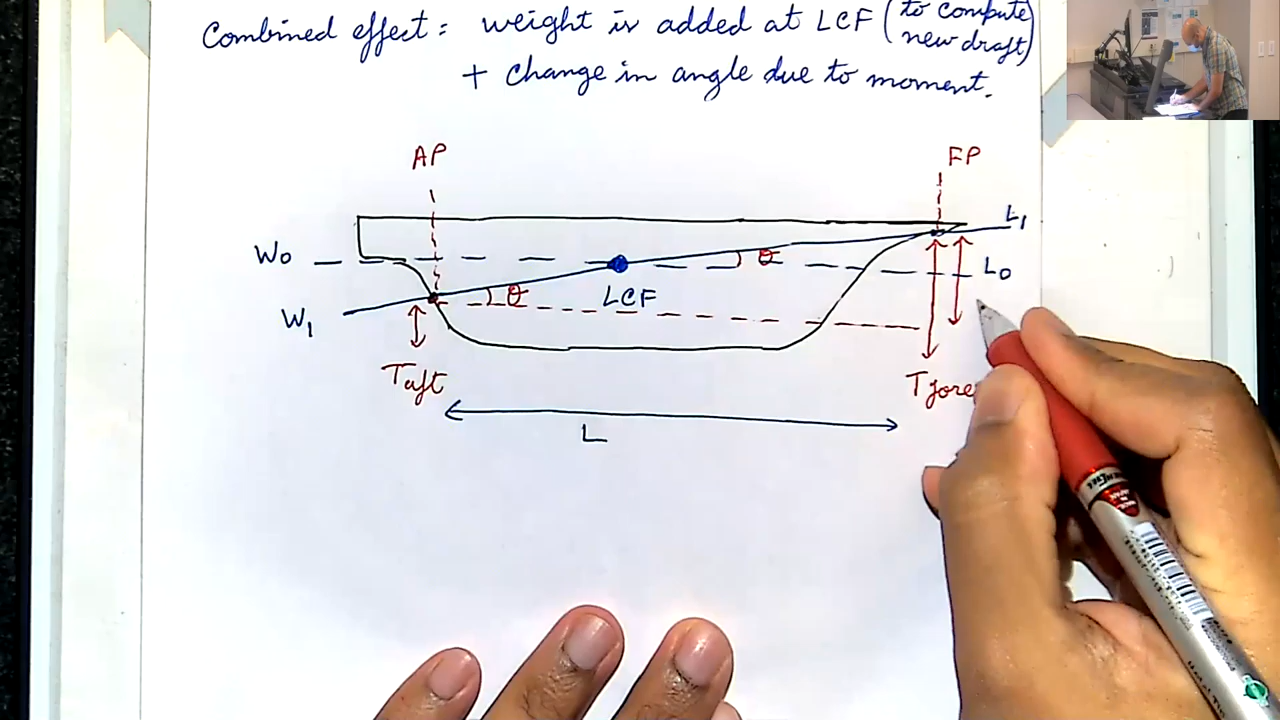 Combined effect: weight is added at LCF (to compute
new draft)
+ change in angle due to moment.
AP
FP
L1
W0
θ
L0
θ
LCF
W1
Taft
Tfore
L